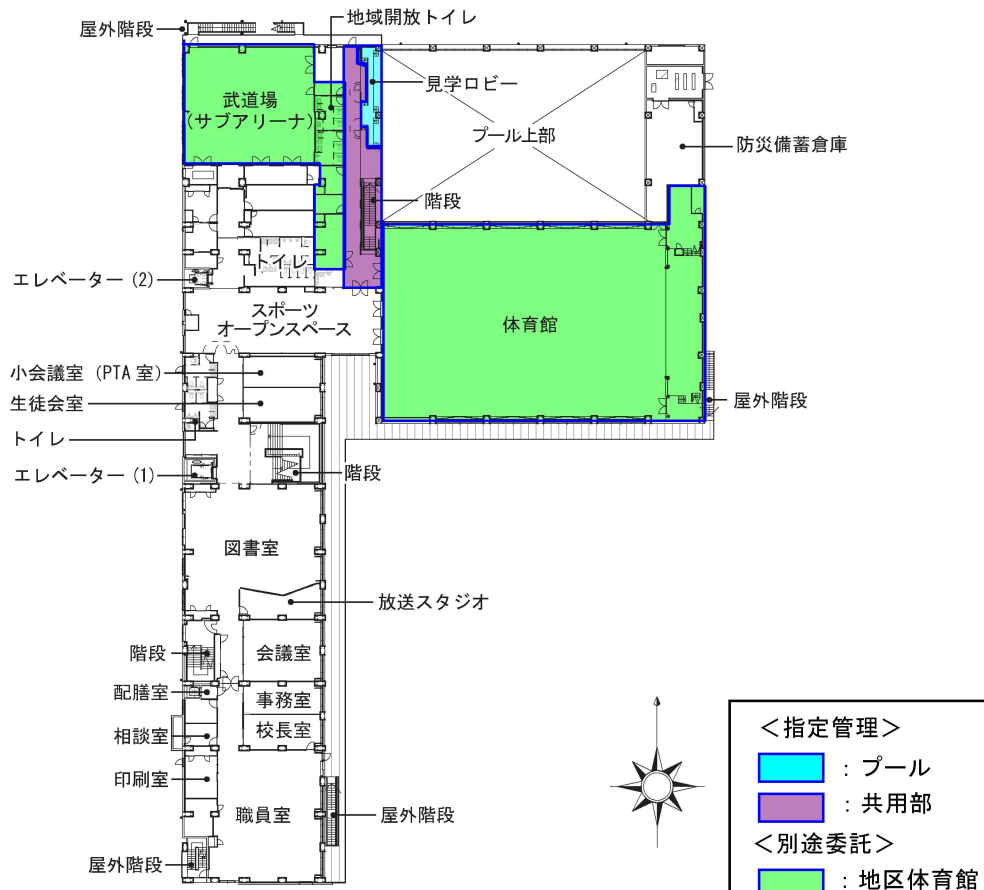 屋外階段
地域開放トイレ
見学ロビー
武道場
(サブアリーナ)
プール上部
防災備蓄倉庫
階段
トイレ
エレベーター(2)
スポーツ
オープンスペース
体育館
小会議室(PTA 室)
生徒会室
屋外階段
トイレ
エレベーター(1)
階段
図書室
放送スタジオ
階段
会議室
配膳室
事務室
相談室
校長室
印刷室
職員室
屋外階段
屋外階段
<指定管理>
:プール
:共用部
<別途委託>
:地区体育館